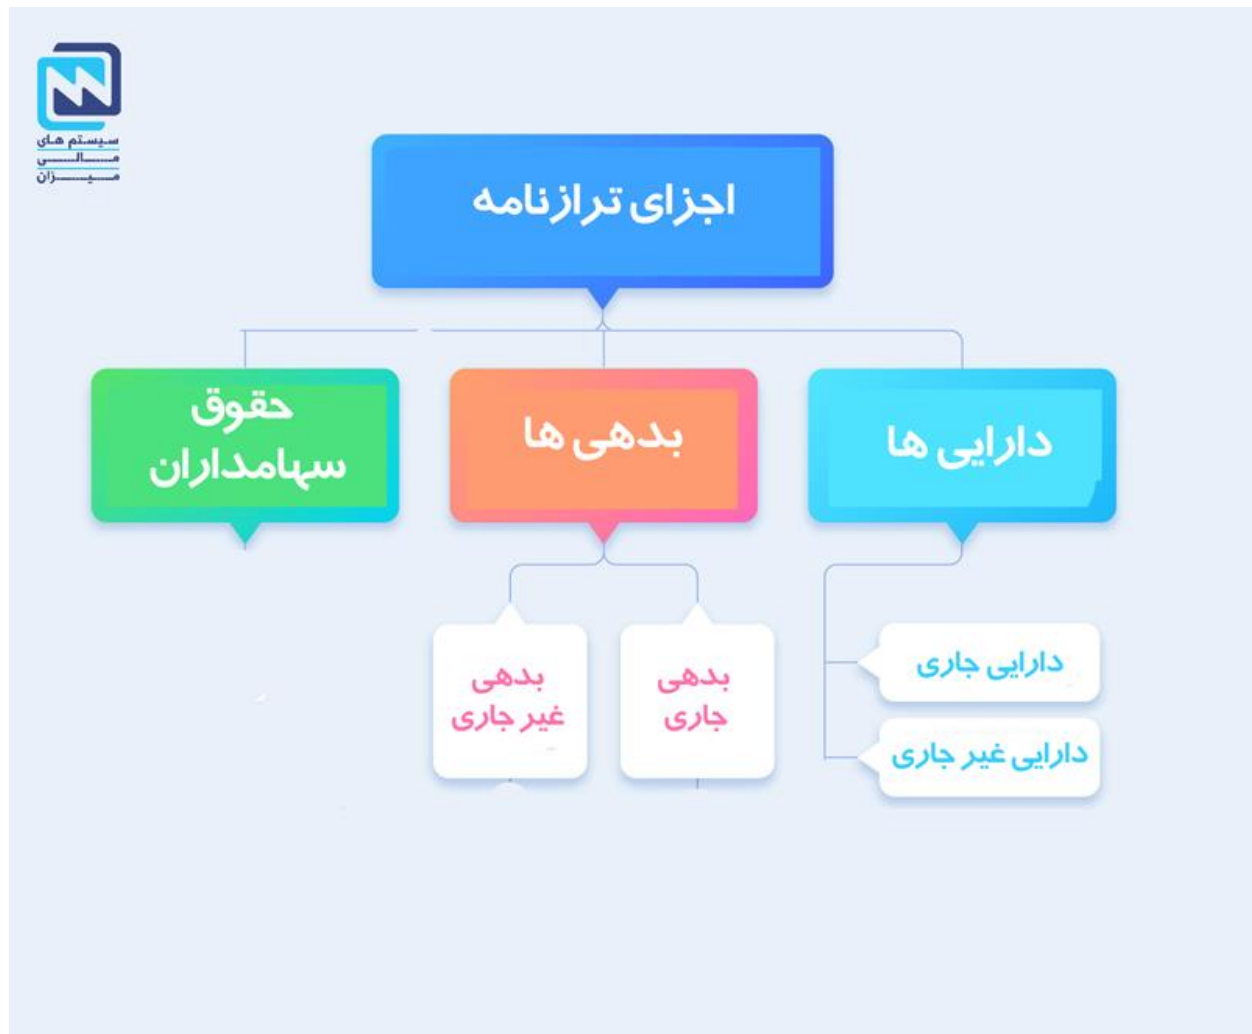 سیستم های
مالی
میزان
اجزای ترازنامه
دارایی ها
بدهی ها
حقوق
سهامداران
دارایی جاری
دارایی غیر جاری
بدهی
جاری
بدهی
غیر جاری